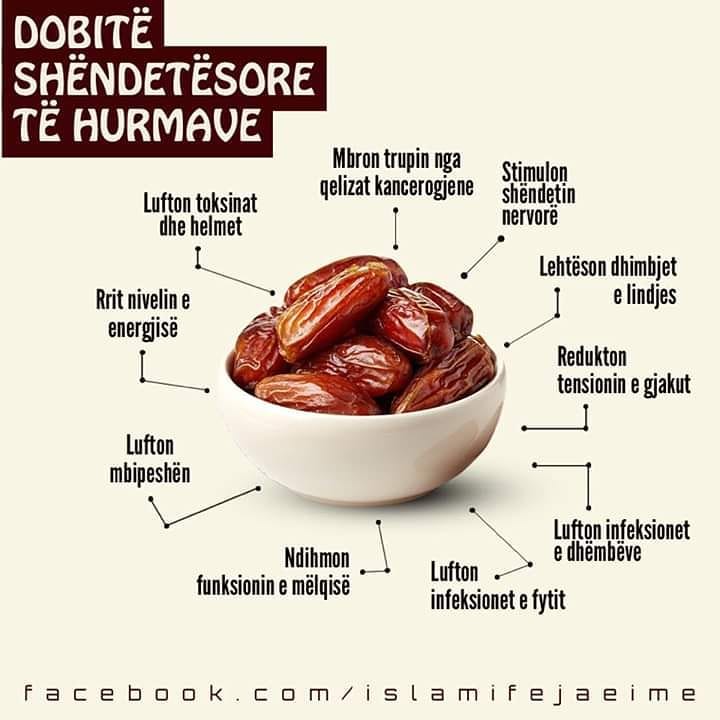 DOBITË
SHËNDETËSORE
TË HURMAVE
Mbron trupin nga
qelizat kancerogjene
Stimulon
shëndetin
nervorë
Lufton toksinat
dhe helmet
Lehtëson dhimbjet
e lindjes
Rrit nivelin e
energjisë
Redukton
tensionin e gjakut
Lufton
mbipeshën
Lufton infeksionet
e dhëmbëve
Ndihmon
funksionin e mëlqisë
Lufton
infeksionet e fytit
facebook.com/islamifejaeime